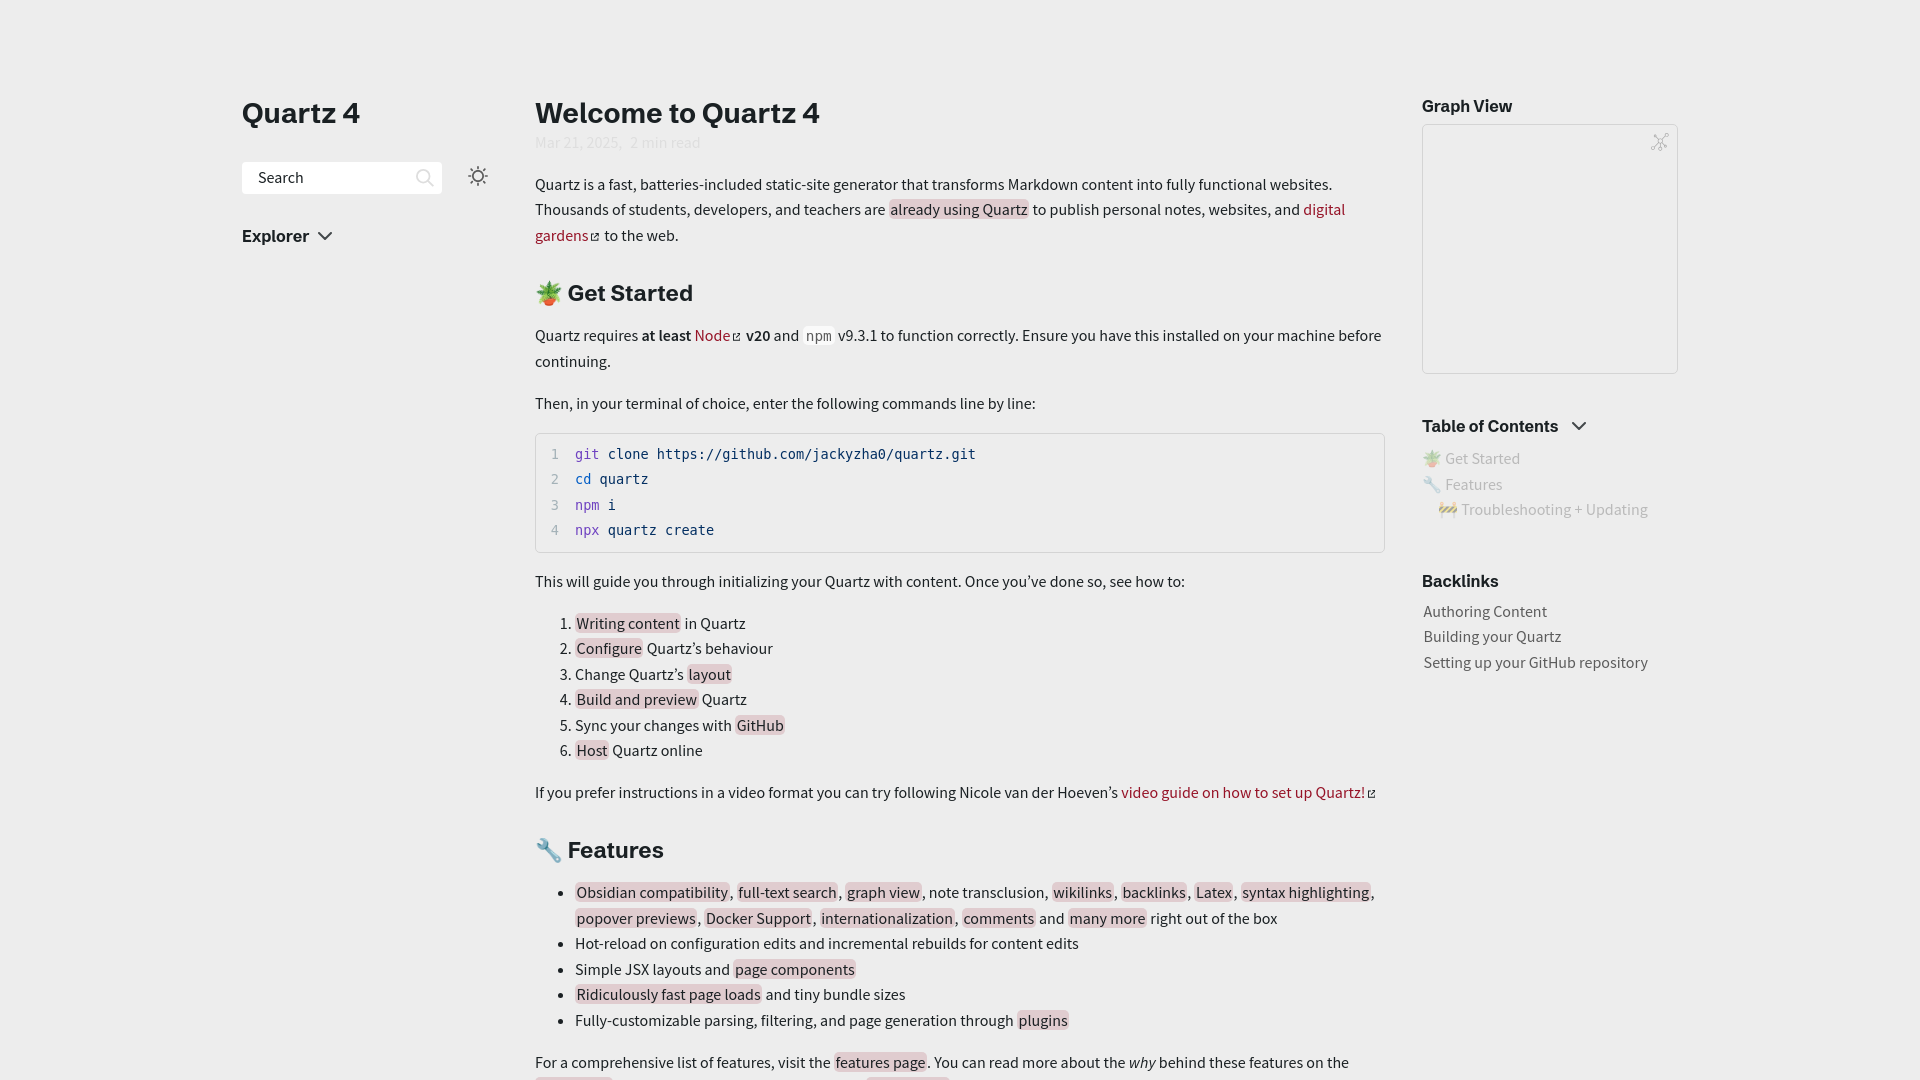 Quartz 4
Search
Explorer
Welcome to Quartz 4
Mar 21, 2025, 2 min read
Quartz is a fast, batteries-included static-site generator that transforms Markdown content into fully functional websites.
Thousands of students, developers, and teachers are already using Quartz to publish personal notes, websites, and digital
gardens to the web.
🪴 Get Started
Quartz requires at least Node v20 and npm v9.3.1 to function correctly. Ensure you have this installed on your machine before
continuing.
Then, in your terminal of choice, enter the following commands line by line:
1 git clone https://github.com/jackyzha0/quartz.git
2 cd quartz
3 npm i
4 npx quartz create
This will guide you through initializing your Quartz with content. Once you’ve done so, see how to:
1. Writing content in Quartz
2. Configure Quartz’s behaviour
3. Change Quartz’s layout
4. Build and preview Quartz
5. Sync your changes with GitHub
6. Host Quartz online
If you prefer instructions in a video format you can try following Nicole van der Hoeven’s video guide on how to set up Quartz!
🔧 Features
• Obsidian compatibility, full-text search, graph view, note transclusion, wikilinks, backlinks, Latex, syntax highlighting,
popover previews, Docker Support, internationalization, comments and many more right out of the box
• Hot-reload on configuration edits and incremental rebuilds for content edits
• Simple JSX layouts and page components
• Ridiculously fast page loads and tiny bundle sizes
• Fully-customizable parsing, filtering, and page generation through plugins
For a comprehensive list of features, visit the features page. You can read more about the why behind these features on the
Graph View
Table of Contents
🪴 Get Started
🔧 Features
🚧 Troubleshooting + Updating
Backlinks
Authoring Content
Building your Quartz
Setting up your GitHub repository